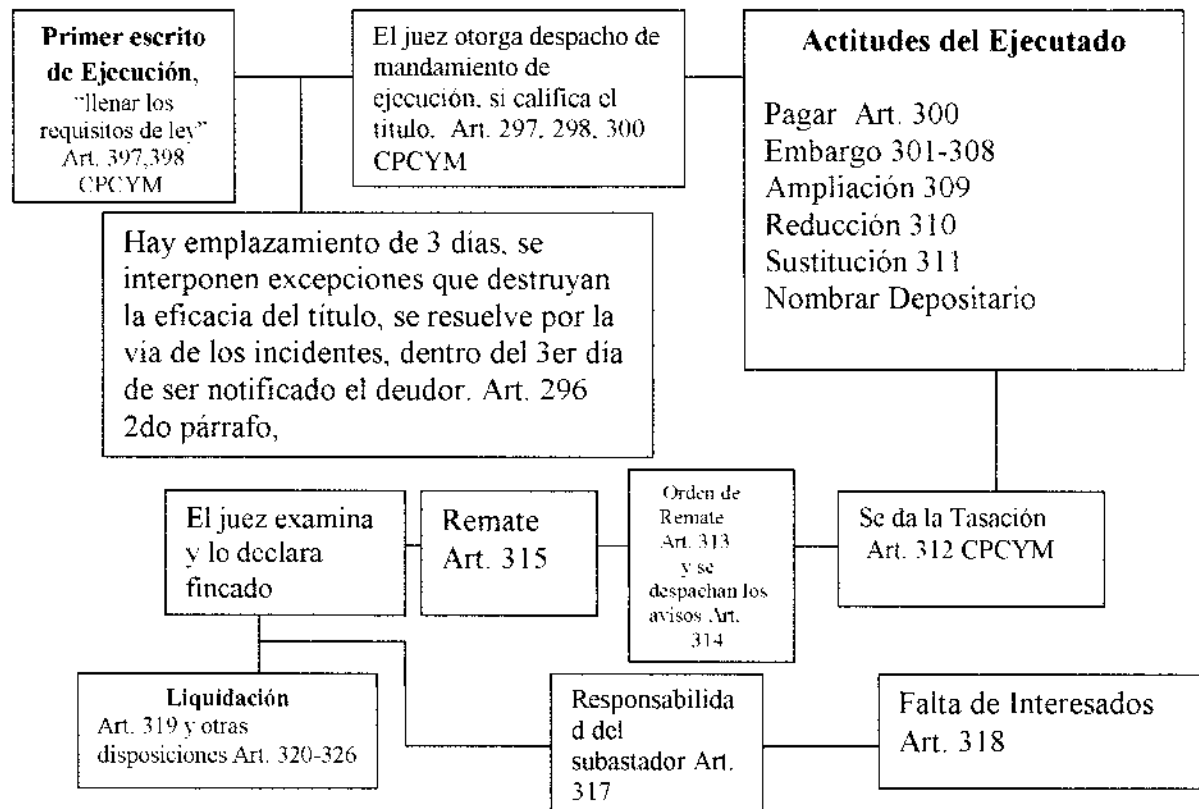 Primer escrito
de Ejecución,
"llenar los
requisitos de ley"
Art. 397,398
CPCYM
El juez otorga despacho de
mandamiento de
ejecución, si califica el
titulo. Art. 297, 298, 300
CPCYM
Actitudes del Ejecutado
Pagar Art. 300
Embargo 301-308
Ampliación 309
Reducción 310
Sustitución 311
Nombrar Depositario
Hay emplazamiento de 3 días, se
interponen excepciones que destruyan
la eficacia del título, se resuelve por la
vía de los incidentes, dentro del 3er día
de ser notificado el deudor. Art. 296
2do párrafo,
El juez examina
y lo declara
fincado
Remate
Art. 315
Orden de
Remate
Art. 313
y se
despachan los
avisos Art.
314
Se da la Tasación
Art. 312 CPCYM
Liquidación
Art. 319 y otras
disposiciones Art. 320-326
Responsabilida
d del
subastador Art.
317
Falta de Interesados
Art. 318